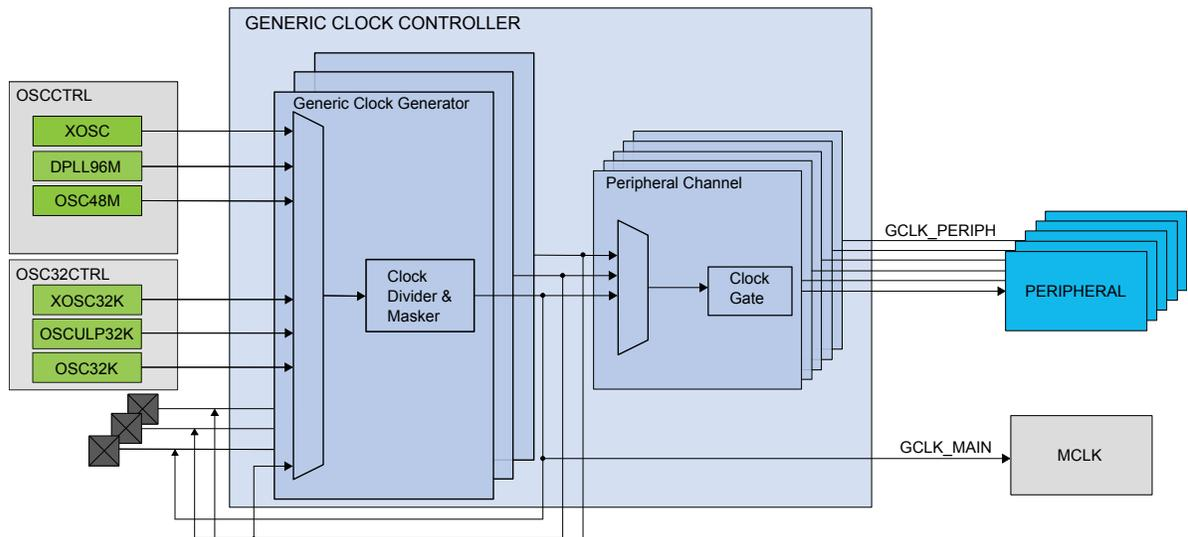 GENERIC CLOCK CONTROLLER
OSCCTRL
XOSC
DPLL96M
OSC48M
OSC32CTRL
XOSC32K
OSCULP32K
OSC32K
Generic Clock Generator
Clock
Divider &
Masker
Peripheral Channel
Clock
Gate
GCLK_PERIPH
PERIPHERAL
GCLK_MAIN
MCLK